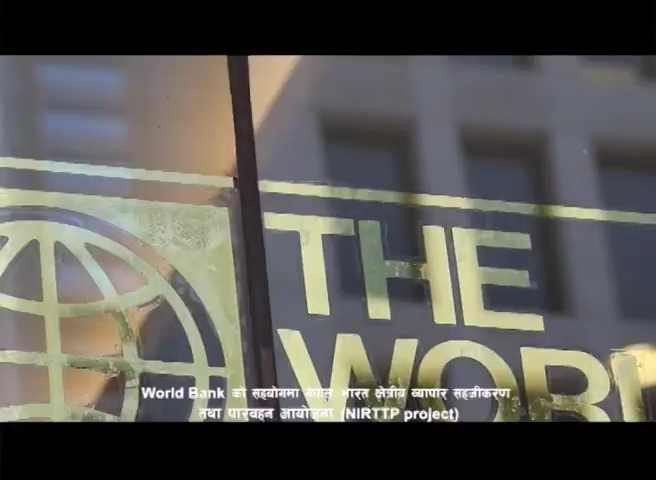 THE
WORL
World Bank को सहयोगमा नेपाल भारत क्षेत्रीय व्यापार सहजीकरण
तथा पारवहन आयोजना (NIRTTP project)